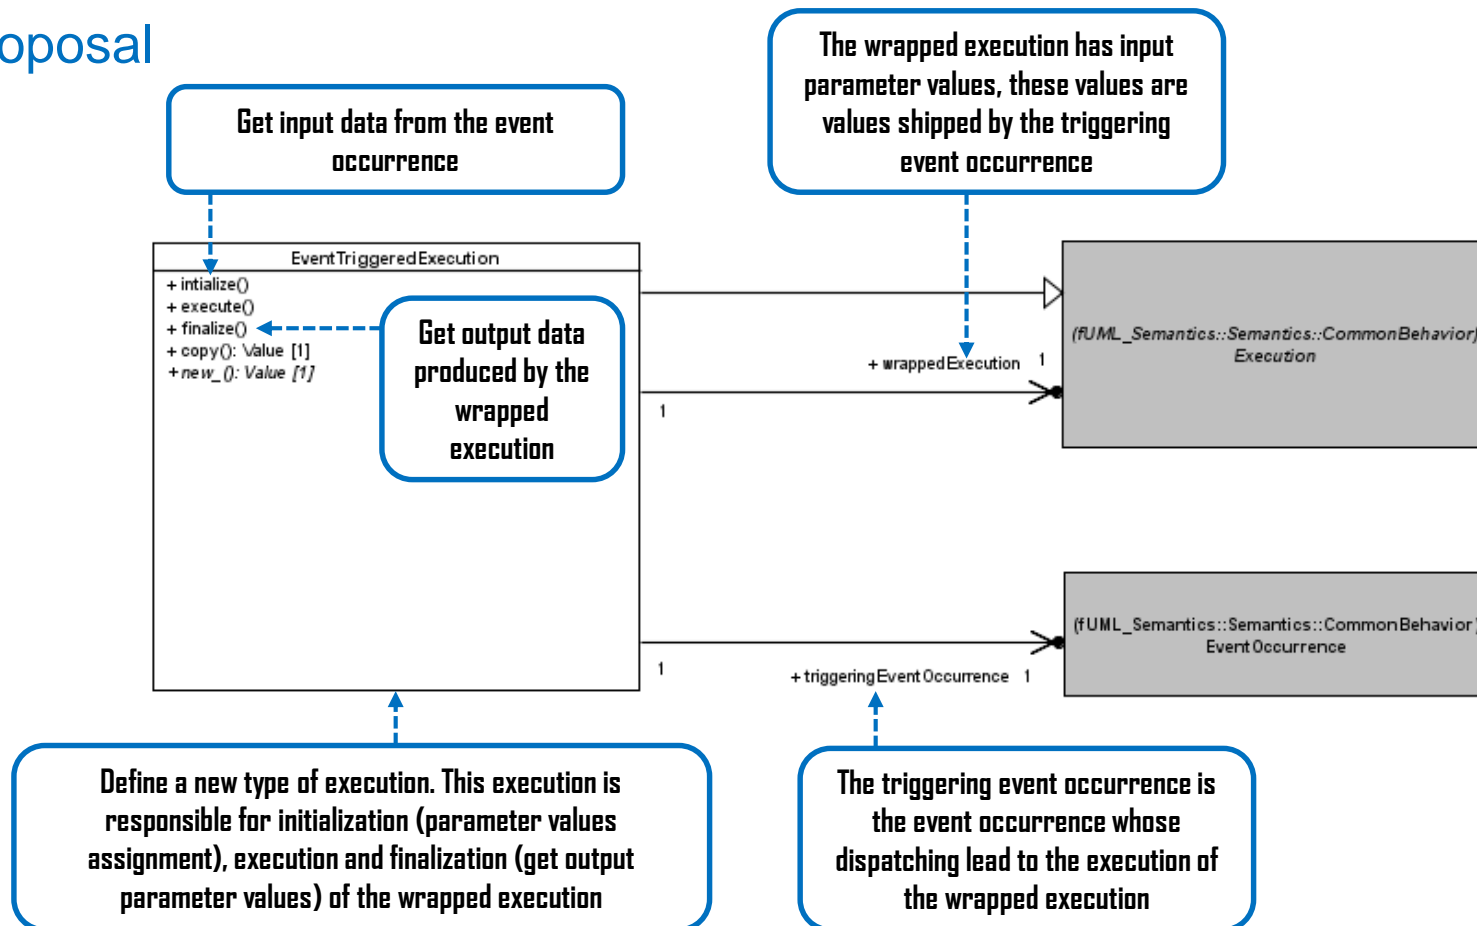 oposal
The wrapped execution has input
parameter values, these values are
values shipped by the triggering
event occurrence
Get input data from the event
occurrence
EventTriggeredExecution
+ intialize()
+ execute()
+ finalize()
+ copy(): Value [1]
+ new_(): Value [1]
Get output data
produced by the
wrapped
execution
+ wrappedExecution 1
1
(fUML_Semantics::Semantics::CommonBehavior)
Execution
1
+ triggeringEventOccurrence 1
(fUML_Semantics::Semantics::CommonBehavior)
EventOccurrence
Define a new type of execution. This execution is
responsible for initialization (parameter values
assignment), execution and finalization (get output
parameter values) of the wrapped execution
The triggering event occurrence is
the event occurrence whose
dispatching lead to the execution of
the wrapped execution